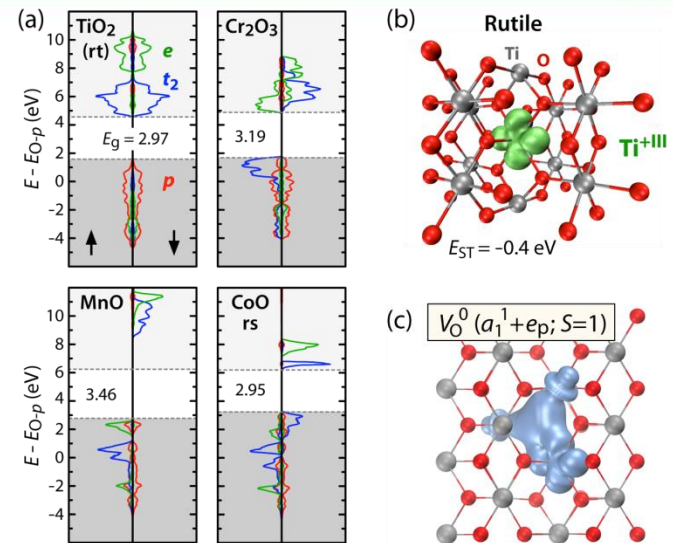 (a)
TiO2
(rt)
e
t2
Eg = 2.97
p
10
8
6
4
2
0
-4
E - EO-p (eV)
Cr2O3
3.19
MnO
3.46
10
8
6
4
2
0
-4
E - EO-p (eV)
CoO
rs
2.95
(b)
Rutile
Ti
O
Ti+III
EST = -0.4 eV
(c)
VO0 (a11+ep; S=1)